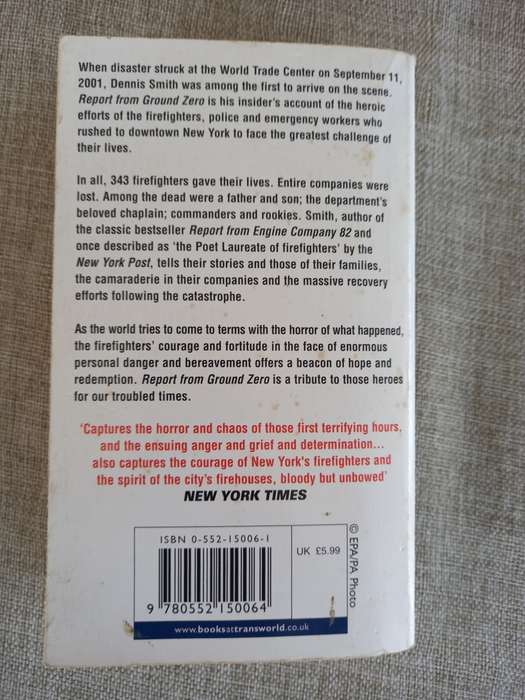 When disaster struck at the World Trade Center on September 11,
2001, Dennis Smith was among the first to arrive on the scene.
Report from Ground Zero is his insider's account of the heroic
efforts of the firefighters, police and emergency workers who
rushed to downtown New York to face the greatest challenge of
their lives.
In all, 343 firefighters gave their lives. Entire companies were
lost. Among the dead were a father and son; the department's
beloved chaplain; commanders and rookies. Smith, author of
the classic bestseller Report from Engine Company 82 and
once described as 'the Poet Laureate of firefighters' by the
New York Post, tells their stories and those of their families,
the camaraderie in their companies and the massive recovery
efforts following the catastrophe.
As the world tries to come to terms with the horror of what happened,
the firefighters' courage and fortitude in the face of enormous
personal danger and bereavement offers a beacon of hope and
redemption. Report from Ground Zero is a tribute to those heroes
for our troubled times.
'Captures the horror and chaos of those first terrifying hours,
and the ensuing anger and grief and determination...
also captures the courage of New York's firefighters and
the spirit of the city's firehouses, bloody but unbowed'
NEW YORK TIMES
ISBN 0-552-15006-1
UK £5.99
9 780552 150064
www.booksattransworld.co.uk
© EPA/PA Photo